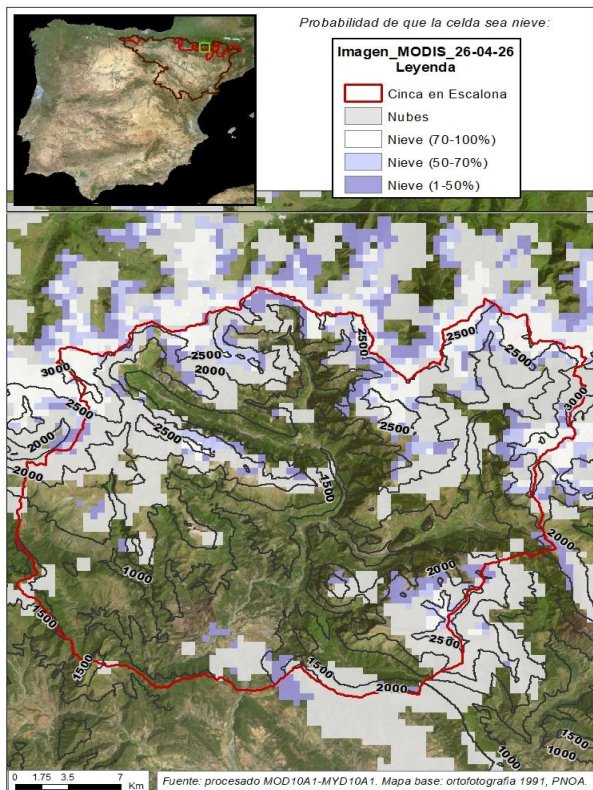 Probabilidad de que la celda sea nieve:
Imagen_MODIS_26-04-26
Leyenda
Cinca en Escalona
Nubes
Nieve (70-100%)
Nieve (50-70%)
Nieve (1-50%)
2500
2500
2500
2500
2000
3000
2500
2000
2500
2500
3000
2000
1500
2000
2000
1000
1500
1500
2500
1500
2000
1000
1000
0 1.75 3.5 7
Km
Fuente: procesado MOD10A1-MYD10A1. Mapa base: ortofotografia 1991, PNOA.